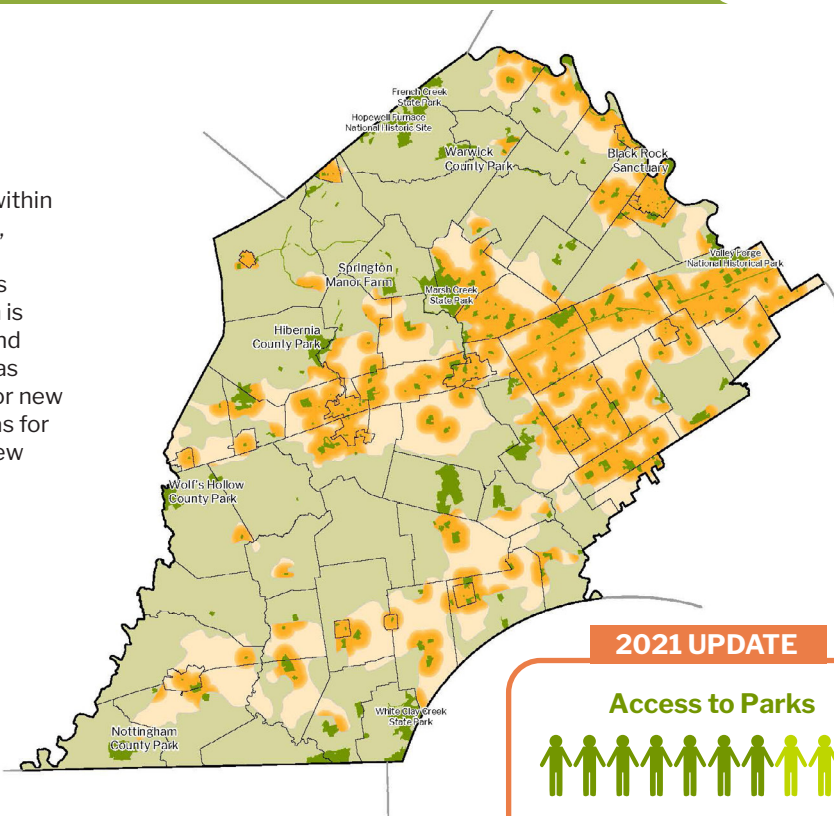 within
,
s
is
nd
as
or new
ns for
ew
French Creek
State Park
Hopewell Furnace
National Historic Site
Warwick
County Park
Black Rock
Sanctuary
Valley Forge
National Historical Park
Springton
Manor Farm
Marsh Creek
State Park
Hibernia
County Park
Wolf's Hollow
County Park
White Clay Creek
State Park
Nottingham
County Park
2021 UPDATE
Access to Parks